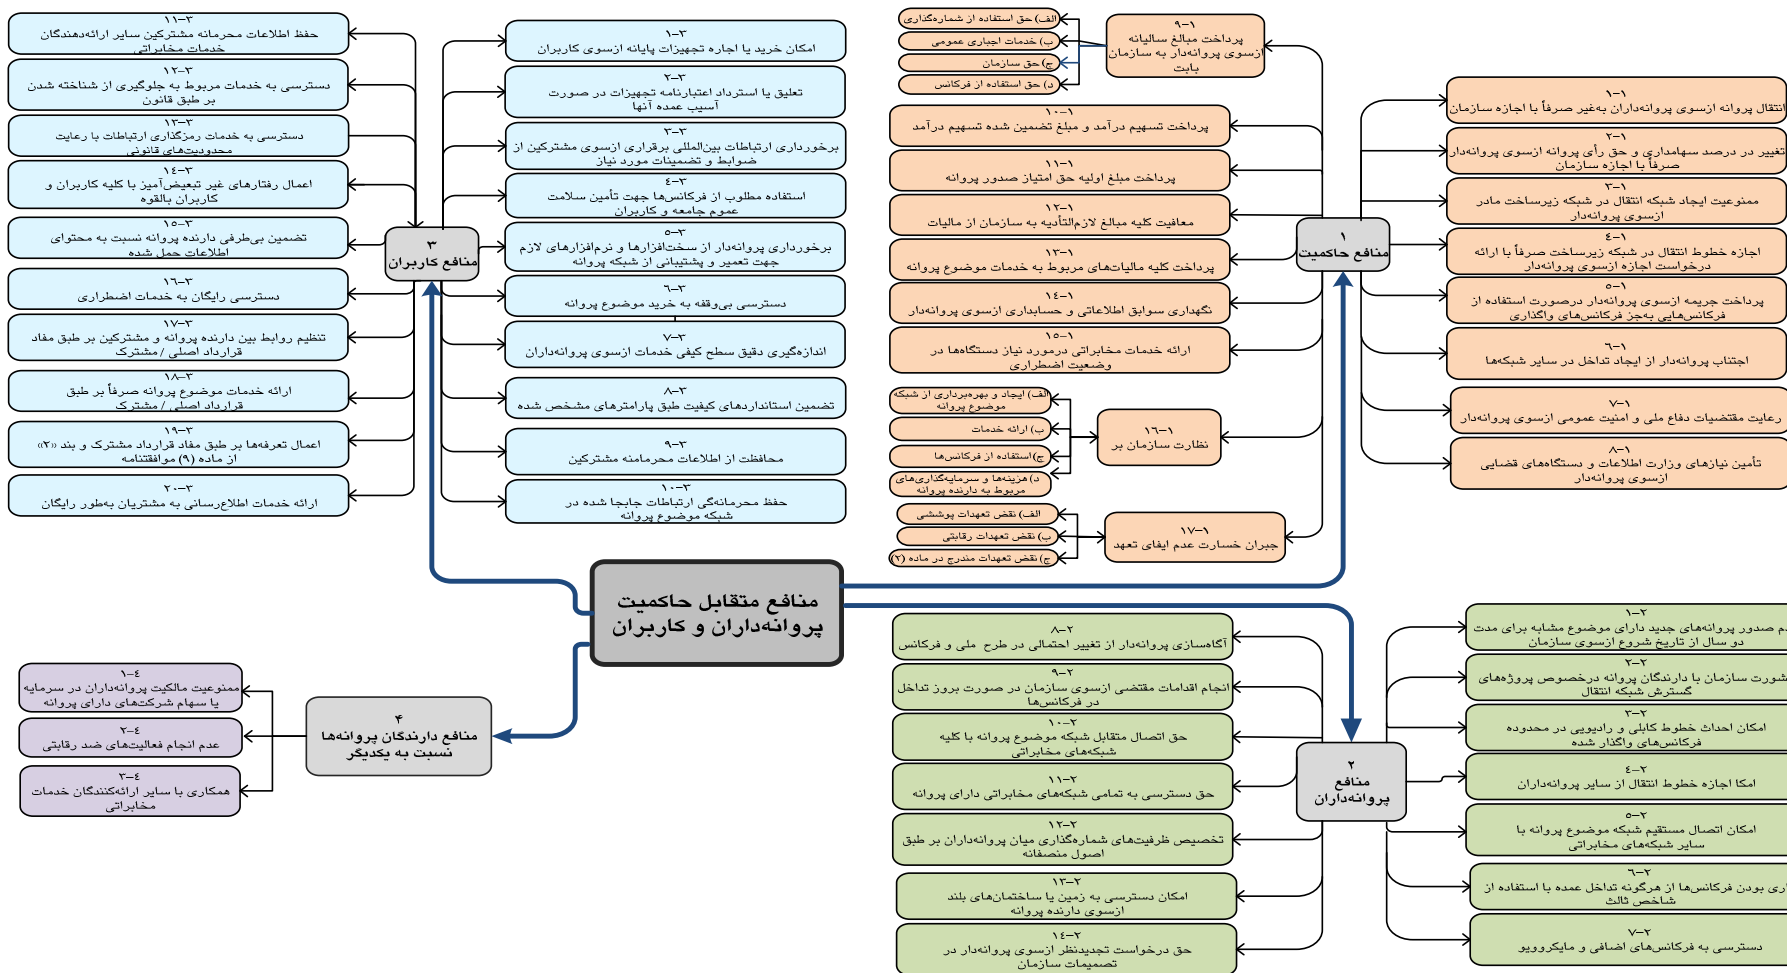 منافع متقابل حاکمیت
پروانه‌داران و کاربران
۱
منافع حاکمیت
۱-۱
انتقال پروانه ازسوی پروانه‌داران به‌غیر صرفاً با اجازه سازمان
۲-۱
تغییر در درصد سهامداری و حق رأی پروانه ازسوی پروانه‌دار
صرفاً با اجازه سازمان
۳-۱
ممنوعیت ایجاد شبکه انتقال در شبکه زیرساخت مادر
ازسوی پروانه‌دار
۴-۱
اجازه خطوط انتقال در شبکه زیرساخت صرفاً با ارائه
درخواست اجازه ازسوی پروانه‌دار
۵-۱
پرداخت جریمه ازسوی پروانه‌دار درصورت استفاده از
فرکانس‌هایی به‌جز فرکانس‌های واگذاری
۶-۱
اجتناب پروانه‌دار از ایجاد تداخل در سایر شبکه‌ها
۷-۱
رعایت مقتضیات دفاع ملی و امنیت عمومی ازسوی پروانه‌دار
۸-۱
تأمین نیازهای وزارت اطلاعات و دستگاه‌های قضایی
ازسوی پروانه‌دار
۹-۱
پرداخت مبالغ سالیانه
ازسوی پروانه‌دار به سازمان
بابت
الف) حق استفاده از شماره‌گذاری
ب) خدمات اجباری عمومی
ج) حق سازمان
د) حق استفاده از فرکانس
۱۰-۱
پرداخت تسهیم درآمد و مبلغ تضمین شده تسهیم درآمد
۱۱-۱
پرداخت مبلغ اولیه حق امتیاز صدور پروانه
۱۲-۱
معافیت کلیه مبالغ لازم‌التأدیه به سازمان از مالیات
۱۳-۱
پرداخت کلیه مالیات‌های مربوط به خدمات موضوع پروانه
۱۴-۱
نگهداری سوابق اطلاعاتی و حسابداری ازسوی پروانه‌دار
۱۵-۱
ارائه خدمات مخابراتی درمورد نیاز دستگاه‌ها در
وضعیت اضطراری
۱۶-۱
نظارت سازمان بر
الف) ایجاد و بهره‌برداری از شبکه
موضوع پروانه
ب) ارائه خدمات
ج) استفاده از فرکانس‌ها
د) هزینه‌ها و سرمایه‌گذاری‌های
مربوط به دارنده پروانه
۱۷-۱
جبران خسارت عدم ایفای تعهد
الف) نقض تعهدات پوششی
ب) نقض تعهدات رقابتی
ج) نقض تعهدات مندرج در ماده (۲)
۲
منافع
پروانه‌داران
۱-۲
صدور پروانه‌های جدید دارای موضوع مشابه برای مدت
دو سال از تاریخ شروع ازسوی سازمان
۲-۲
سازمان با دارندگان پروانه درخصوص پروژه‌های
گسترش شبکه انتقال
۳-۲
امکان احداث خطوط کابلی و رادیویی در محدوده
فرکانس‌های واگذار شده
۴-۲
امکا اجازه خطوط انتقال از سایر پروانه‌داران
۵-۲
امکان اتصال مستقیم شبکه موضوع پروانه با
سایر شبکه‌های مخابراتی
۶-۲
بودن فرکانس‌ها از هرگونه تداخل عمده با استفاده از
شاخص ثالث
۷-۲
دسترسی به فرکانس‌های اضافی و مایکروویو
۸-۲
آگاه‌سازی پروانه‌دار از تغییر احتمالی در طرح ملی و فرکانس
۹-۲
انجام اقدامات مقتضی ازسوی سازمان در صورت بروز تداخل
در فرکانس‌ها
۱۰-۲
حق اتصال متقابل شبکه موضوع پروانه با کلیه
شبکه‌های مخابراتی
۱۱-۲
حق دسترسی به تمامی شبکه‌های مخابراتی دارای پروانه
۱۲-۲
تخصیص ظرفیت‌های شماره‌گذاری میان پروانه‌داران بر طبق
اصول منصفانه
۱۳-۲
امکان دسترسی به زمین یا ساختمان‌های بلند
ازسوی دارنده پروانه
۱۴-۲
حق درخواست تجدیدنظر ازسوی پروانه‌دار در
تصمیمات سازمان
۳
منافع کاربران
۱-۳
امکان خرید یا اجاره تجهیزات پایانه ازسوی کاربران
۲-۳
تعلیق یا استرداد اعتبارنامه تجهیزات در صورت
آسیب عمده آنها
۳-۳
برخورداری ارتباطات بین‌المللی برقراری ازسوی مشترکین از
ضوابط و تضمینات مورد نیاز
۴-۳
استفاده مطلوب از فرکانس‌ها جهت تأمین سلامت
عموم جامعه و کاربران
۵-۳
برخورداری پروانه‌دار از سخت‌افزارها و نرم‌افزارهای لازم
جهت تعمیر و پشتیبانی از شبکه پروانه
۶-۳
دسترسی بی‌وقفه به خرید موضوع پروانه
۷-۳
اندازه‌گیری دقیق سطح کیفی خدمات ازسوی پروانه‌داران
۸-۳
تضمین استانداردهای کیفیت طبق پارامترهای مشخص شده
۹-۳
محافظت از اطلاعات محرمامنه مشترکین
۱۰-۳
حفظ محرمانه‌گی ارتباطات جابجا شده در
شبکه موضوع پروانه
۱۱-۳
حفظ اطلاعات محرمانه مشترکین سایر ارائه‌دهندگان
خدمات مخابراتی
۱۲-۳
دسترسی به خدمات مربوط به جلوگیری از شناخته شدن
بر طبق قانون
۱۳-۳
دسترسی به خدمات رمزگذاری ارتباطات با رعایت
محدودیت‌های قانونی
۱۴-۳
اعمال رفتارهای غیر تبعیض‌آمیز با کلیه کاربران و
کاربران بالقوه
۱۵-۳
تضمین بی‌طرفی دارنده پروانه نسبت به محتوای
اطلاعات حمل شده
۱۶-۳
دسترسی رایگان به خدمات اضطراری
۱۷-۳
تنظیم روابط بین دارنده پروانه و مشترکین بر طبق مفاد
قرارداد اصلی / مشترک
۱۸-۳
ارائه خدمات موضوع پروانه صرفاً بر طبق
قرارداد اصلی / مشترک
۱۹-۳
اعمال تعرفه‌ها بر طبق مفاد قرارداد مشترک و بند «۲»
از ماده (۹) موافقتنامه
۲۰-۳
ارائه خدمات اطلاع‌رسانی به مشتریان به‌طور رایگان
۴
منافع دارندگان پروانه‌ها
نسبت به یکدیگر
۱-۴
ممنوعیت مالکیت پروانه‌داران در سرمایه
یا سهام شرکت‌های دارای پروانه
۲-۴
عدم انجام فعالیت‌های ضد رقابتی
۳-۴
همکاری با سایر ارائه‌کنندگان خدمات
مخابراتی